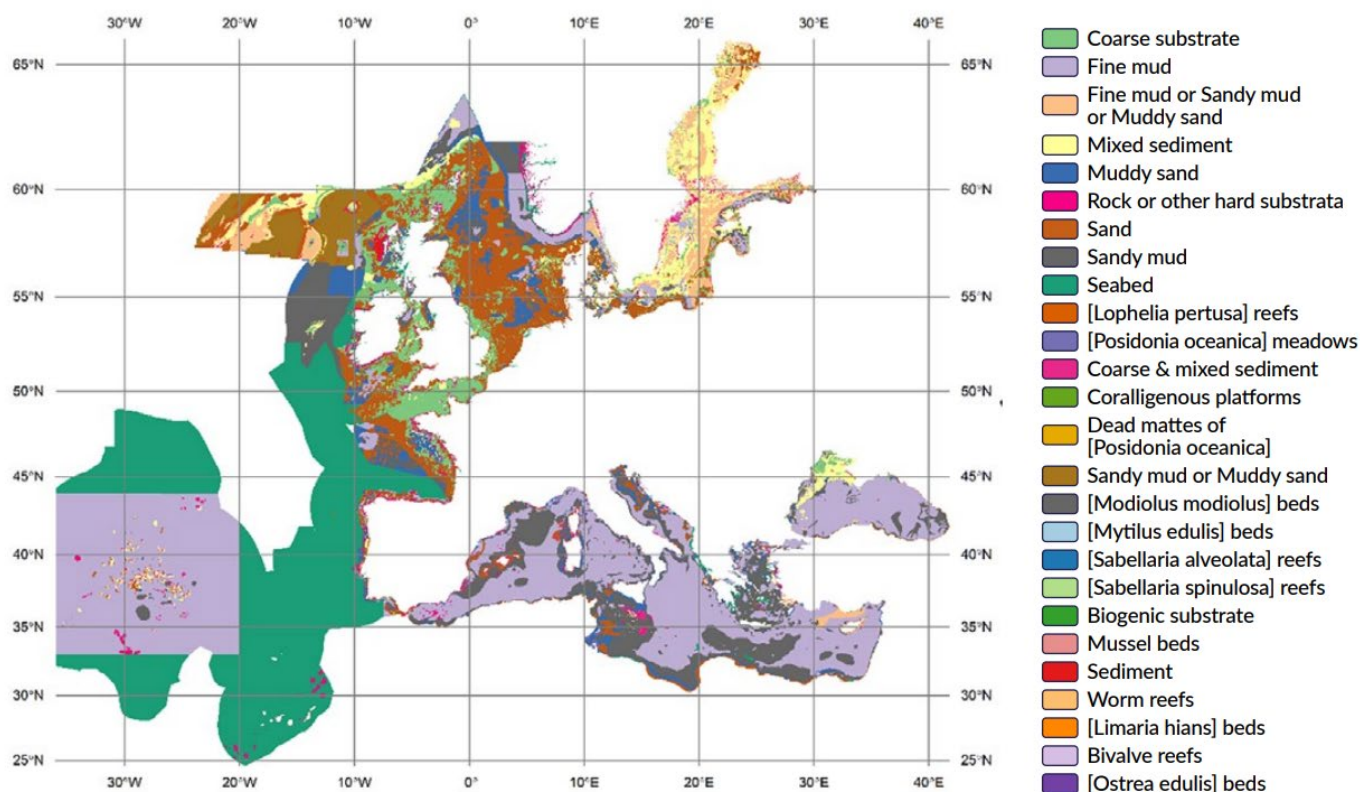 30°W 20°W 10°W 0° 10°E 20°E 30°E 40°E
65°N 65°N
60°N 60°N
55°N 55°N
50°N 50°N
45°N 45°N
40°N 40°N
35°N 35°N
30°N 30°N
25°N 25°N
30°W 20°W 10°W 0° 10°E 20°E 30°E 40°E
Coarse substrate
Fine mud
Fine mud or Sandy mud
or Muddy sand
Mixed sediment
Muddy sand
Rock or other hard substrata
Sand
Sandy mud
Seabed
[Lophelia pertusa] reefs
[Posidonia oceanica] meadows
Coarse & mixed sediment
Coralligenous platforms
Dead mattes of
[Posidonia oceanica]
Sandy mud or Muddy sand
[Modiolus modiolus] beds
[Mytilus edulis] beds
[Sabellaria alveolata] reefs
[Sabellaria spinulosa] reefs
Biogenic substrate
Mussel beds
Sediment
Worm reefs
[Limaria hians] beds
Bivalve reefs
[Ostrea edulis] beds